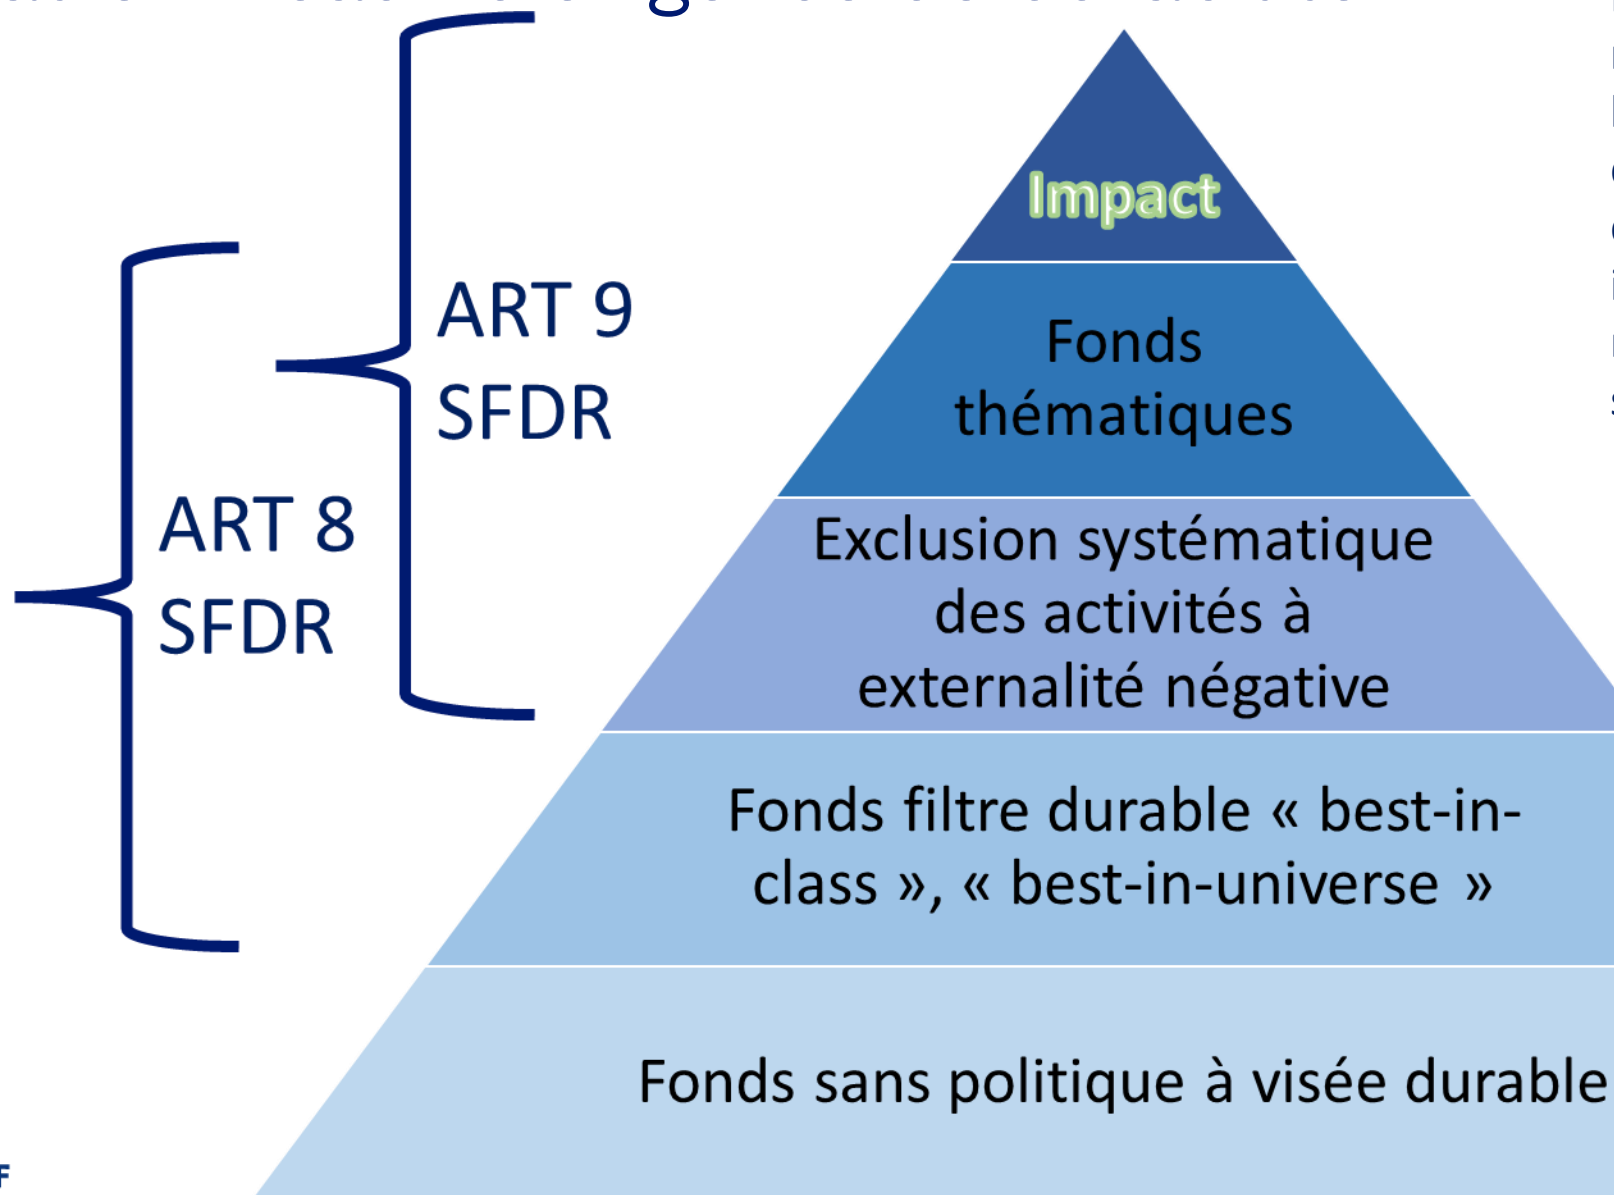 Impact
ART 9
SFDR
Fonds
thématiques
ART 8
SFDR
Exclusion systématique
des activités à
externalité négative
Fonds filtre durable « best-in-
class », « best-in-universe »
Fonds sans politique à visée durable